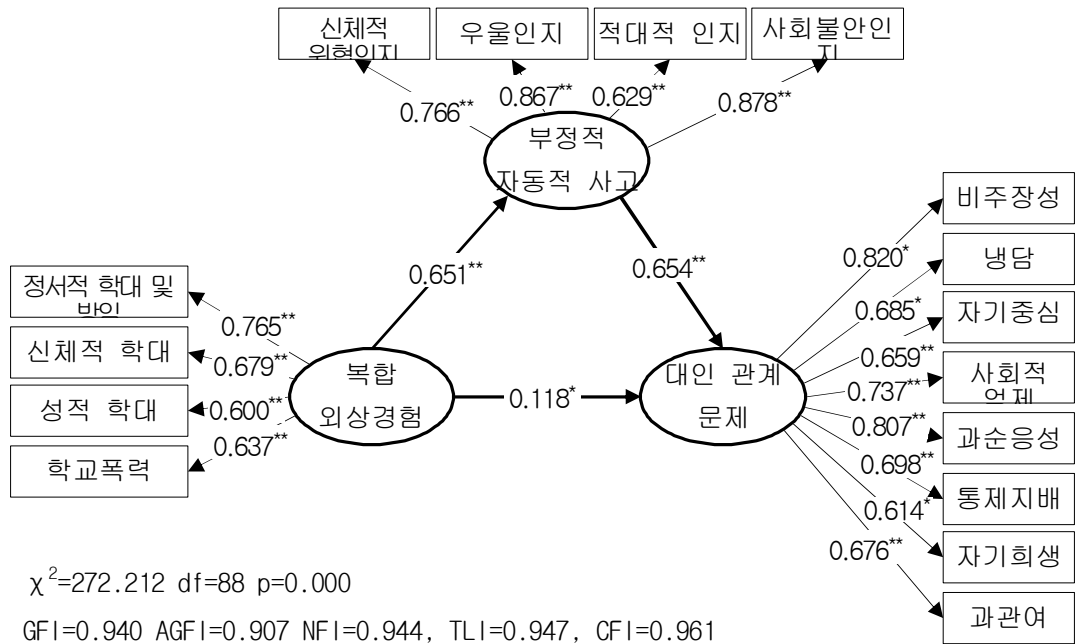 신체적
우울인지
적대적 인지
사회불안인
0.766**
0.867**
0.629**
0.878**
부정적
자동적 사고
0.651**
0.654**
정서적 학대 및
신체적 학대
성적 학대
학교폭력
0.765**
0.679**
0.600**
0.637**
복합
외상경험
0.118*
대인 관계
문제
0.820*
0.685*
0.659**
0.737**
0.807**
0.698**
0.614*
0.676**
비주장성
냉담
자기중심
사회적
과순응성
통제지배
자기희생
과관여
χ²=272.212 df=88 p=0.000
GFI=0.940 AGFI=0.907 NFI=0.944, TLI=0.947, CFI=0.961